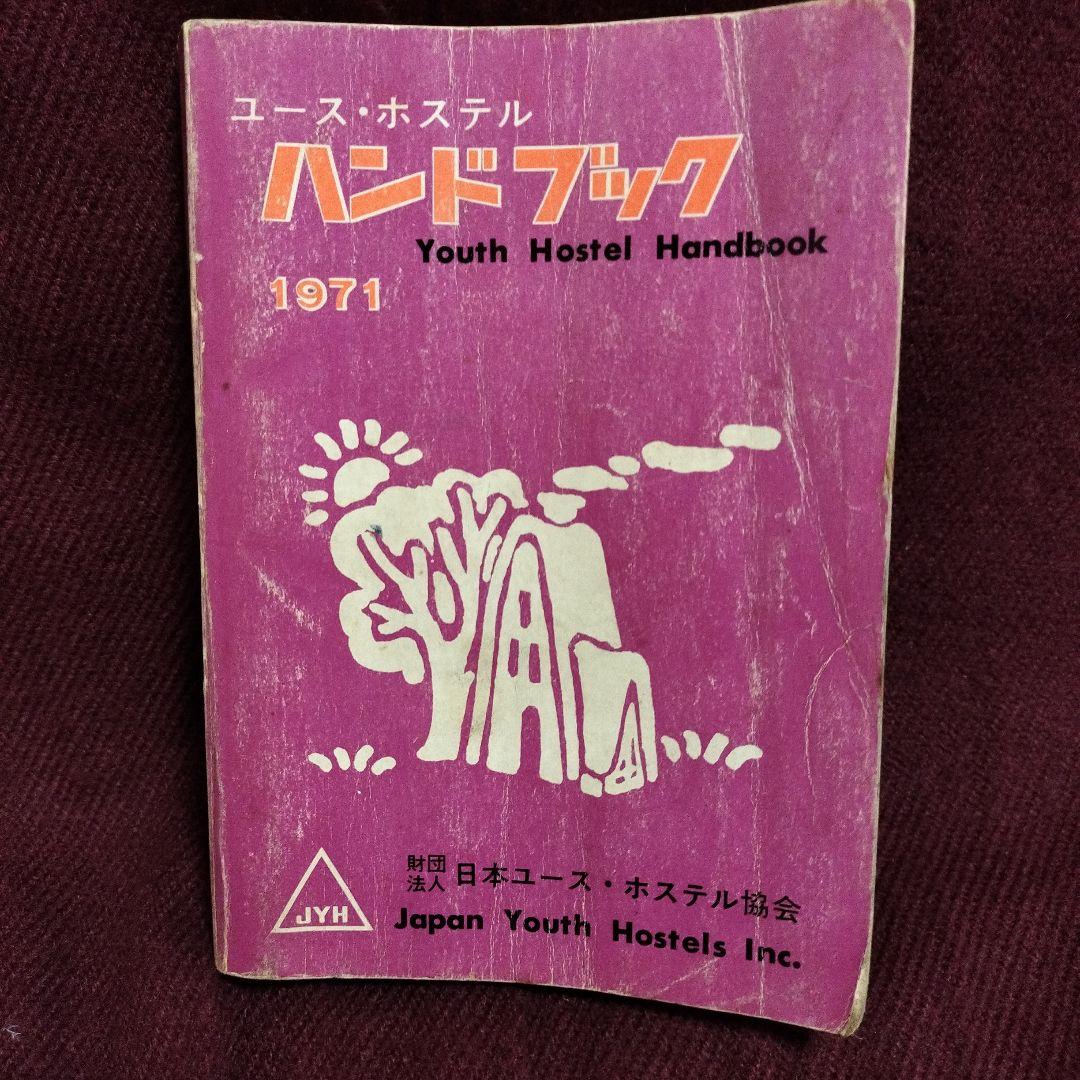 ユース・ホステル
ハンドブック
Youth Hostel Handbook
1971
JYH
財団
法人 日本ユース・ホステル協会
Japan Youth Hostels Inc.